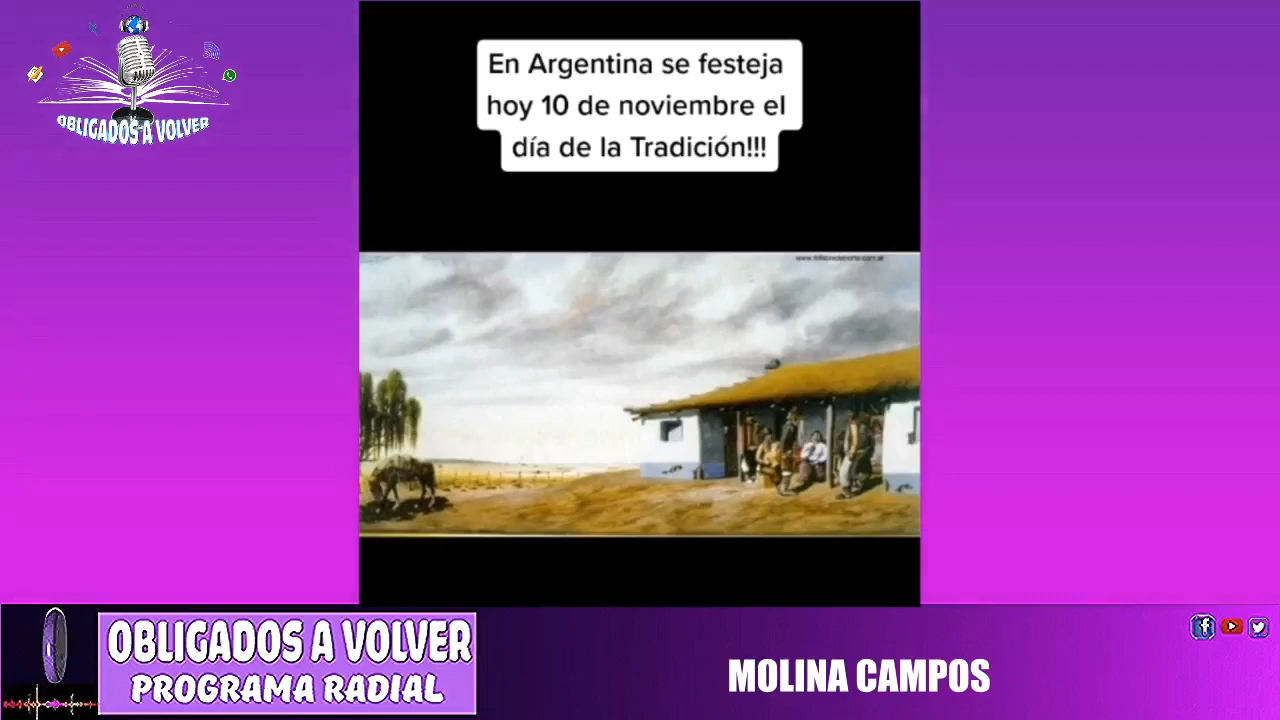 OBLIGADOS A VOLVER
En Argentina se festeja
hoy 10 de noviembre el
día de la Tradición!!!
OBLIGADOS A VOLVER
PROGRAMA RADIAL
MOLINA CAMPOS